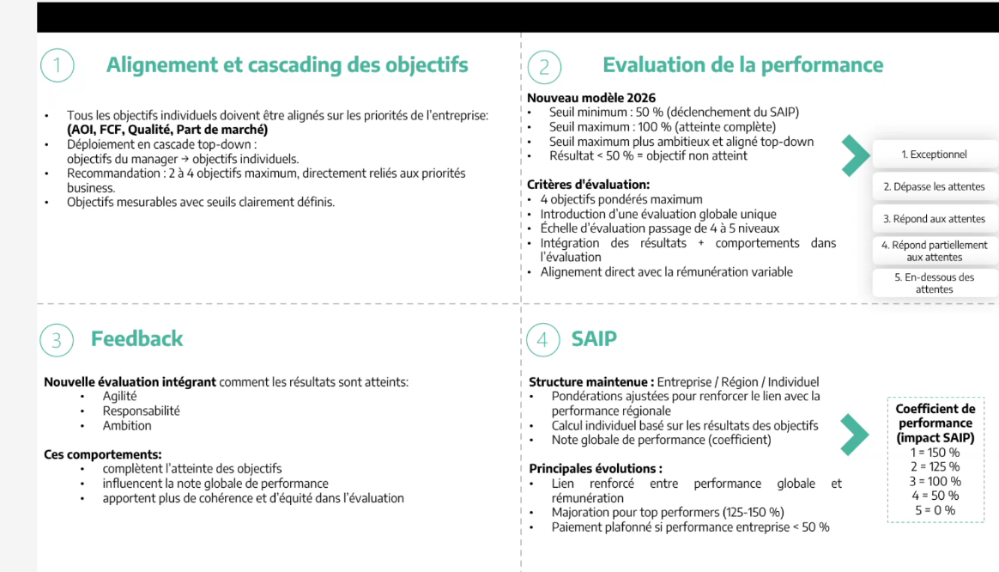 1 Alignement et cascading des objectifs
• Tous les objectifs individuels doivent être alignés sur les priorités de l'entreprise:
(AOI, FCF, Qualité, Part de marché)
• Déploiement en cascade top-down :
objectifs du manager → objectifs individuels.
• Recommandation : 2 à 4 objectifs maximum, directement reliés aux priorités
business.
• Objectifs mesurables avec seuils clairement définis.
2 Evaluation de la performance
Nouveau modèle 2026
• Seuil minimum : 50 % (déclenchement du SAIP)
• Seuil maximum : 100 % (atteinte complète)
• Seuil maximum plus ambitieux et aligné top-down
• Résultat < 50 % = objectif non atteint
Critères d'évaluation:
• 4 objectifs pondérés maximum
• Introduction d'une évaluation globale unique
• Échelle d'évaluation passage de 4 à 5 niveaux
• Intégration des résultats + comportements dans
l'évaluation
• Alignement direct avec la rémunération variable
1. Exceptionnel
2. Dépasse les attentes
3. Répond aux attentes
4. Répond partiellement
aux attentes
5. En-dessous des
attentes
3 Feedback
Nouvelle évaluation intégrant comment les résultats sont atteints:
• Agilité
• Responsabilité
• Ambition
Ces comportements:
• complètent l'atteinte des objectifs
• influencent la note globale de performance
• apportent plus de cohérence et d'équité dans l'évaluation
4 SAIP
Structure maintenue : Entreprise / Région / Individuel
• Pondérations ajustées pour renforcer le lien avec la
performance régionale
• Calcul individuel basé sur les résultats des objectifs
• Note globale de performance (coefficient)
Principales évolutions :
• Lien renforcé entre performance globale et
rémunération
• Majoration pour top performers (125-150 %)
• Paiement plafonné si performance entreprise < 50 %
Coefficient de
performance
(impact SAIP)
1 = 150 %
2 = 125 %
3 = 100 %
4 = 50 %
5 = 0 %